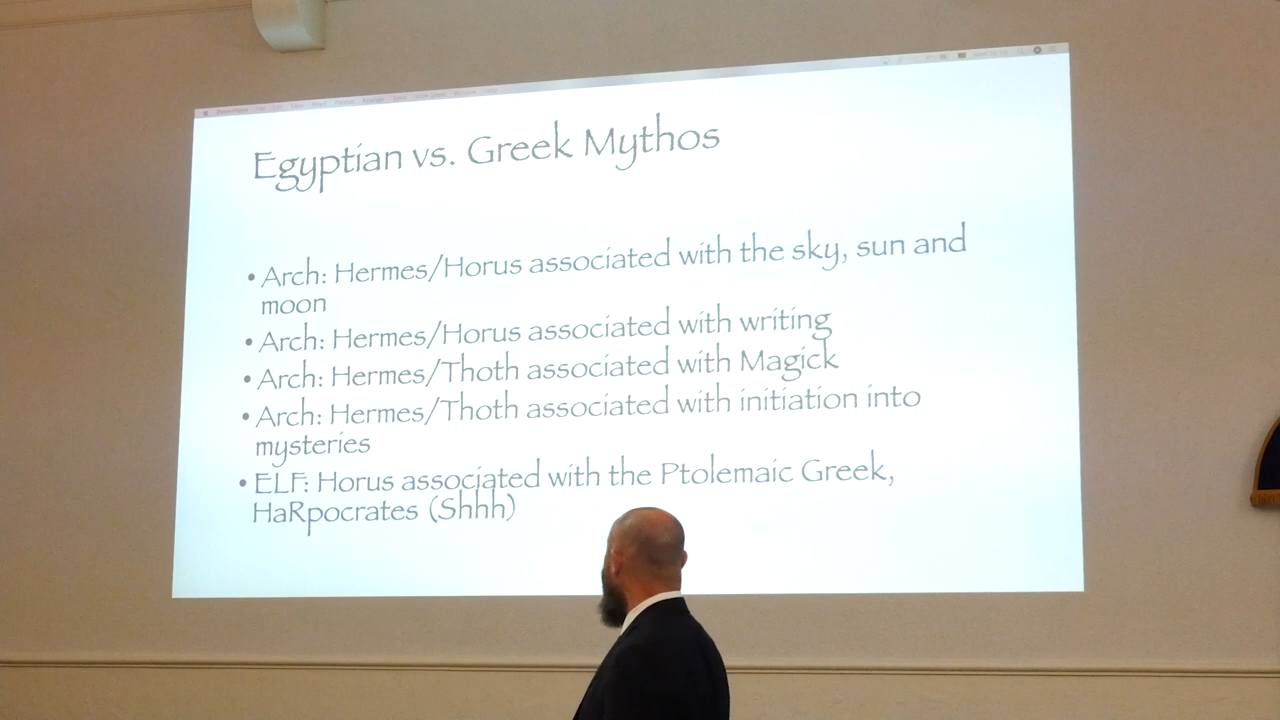 Egyptian vs. Greek Mythos
• Arch: Hermes/Horus associated with the sky, sun and
moon
• Arch: Hermes/Horus associated with writing
• Arch: Hermes/Thoth associated with Magick
• Arch: Hermes/Thoth associated with initiation into
mysteries
• ELF: Horus associated with the Ptolemaic Greek,
HaRpocrates (Shhh)